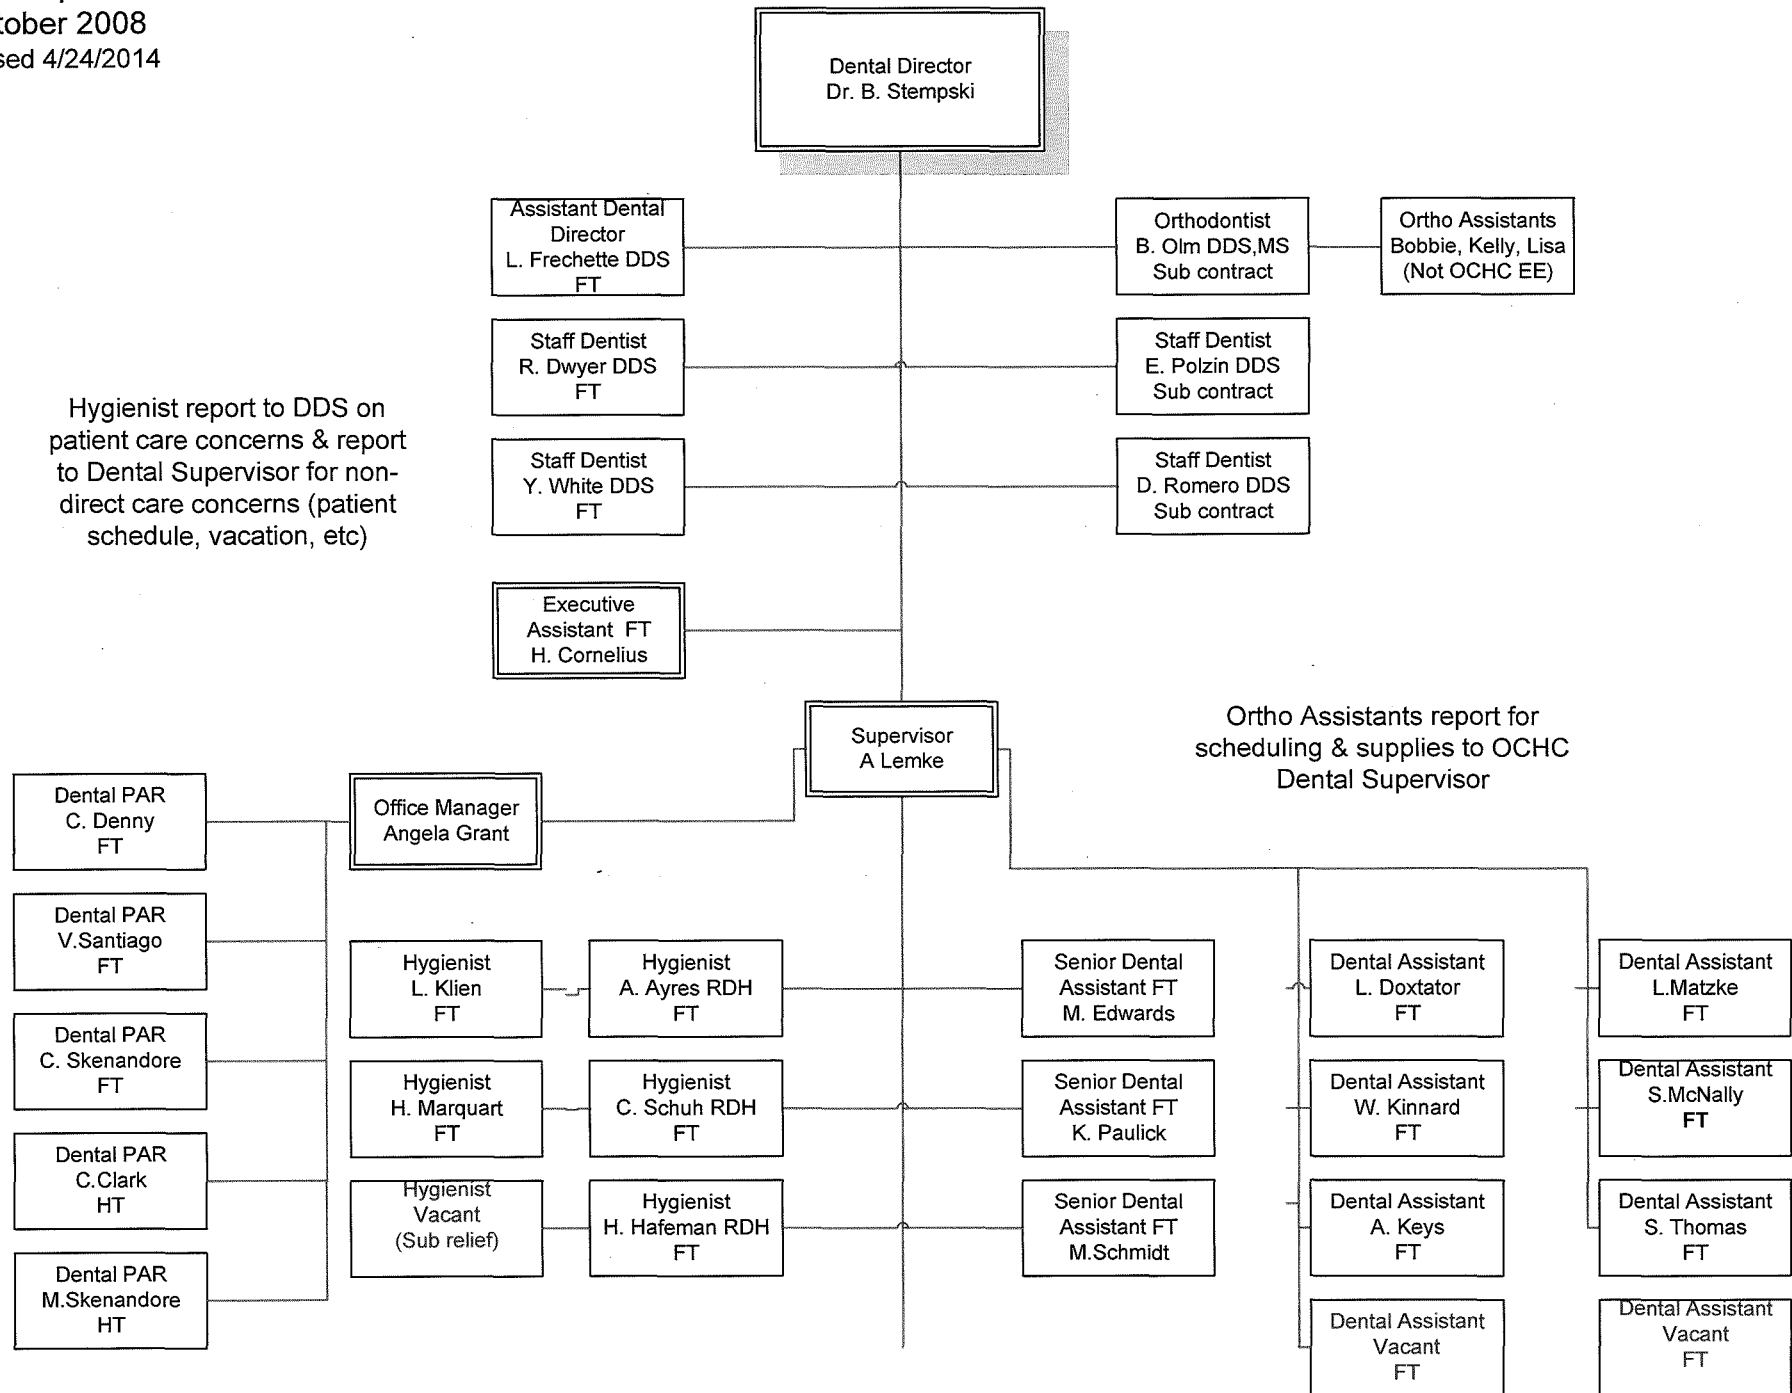 tober 2008
sed 4/24/2014
Dental Director
Dr. B. Stempski
Assistant Dental
Director
L. Frechette DDS
FT
Orthodontist
B. Olm DDS,MS
Sub contract
Ortho Assistants
Bobbie, Kelly, Lisa
(Not OCHC EE)
Staff Dentist
R. Dwyer DDS
FT
Staff Dentist
E. Polzin DDS
Sub contract
Hygienist report to DDS on
patient care concerns & report
to Dental Supervisor for non-
direct care concerns (patient
schedule, vacation, etc)
Staff Dentist
Y. White DDS
FT
Staff Dentist
D. Romero DDS
Sub contract
Executive
Assistant FT
H. Cornelius
Supervisor
A Lemke
Ortho Assistants report for
scheduling & supplies to OCHC
Dental Supervisor
Dental PAR
C. Denny
FT
Office Manager
Angela Grant
Dental PAR
V.Santiago
FT
Dental PAR
C. Skenandore
FT
Dental PAR
C.Clark
HT
Dental PAR
M.Skenandore
HT
Hygienist
L. Klien
FT
Hygienist
A. Ayres RDH
FT
Senior Dental
Assistant FT
M. Edwards
Dental Assistant
L. Doxtator
FT
Dental Assistant
L.Matzke
FT
Hygienist
H. Marquart
FT
Hygienist
C. Schuh RDH
FT
Senior Dental
Assistant FT
K. Paulick
Dental Assistant
W. Kinnard
FT
Dental Assistant
S.McNally
FT
Hygienist
Vacant
(Sub relief)
Hygienist
H. Hafeman RDH
FT
Senior Dental
Assistant FT
M.Schmidt
Dental Assistant
A. Keys
FT
Dental Assistant
S. Thomas
FT
Dental Assistant
Vacant
FT
Dental Assistant
Vacant
FT